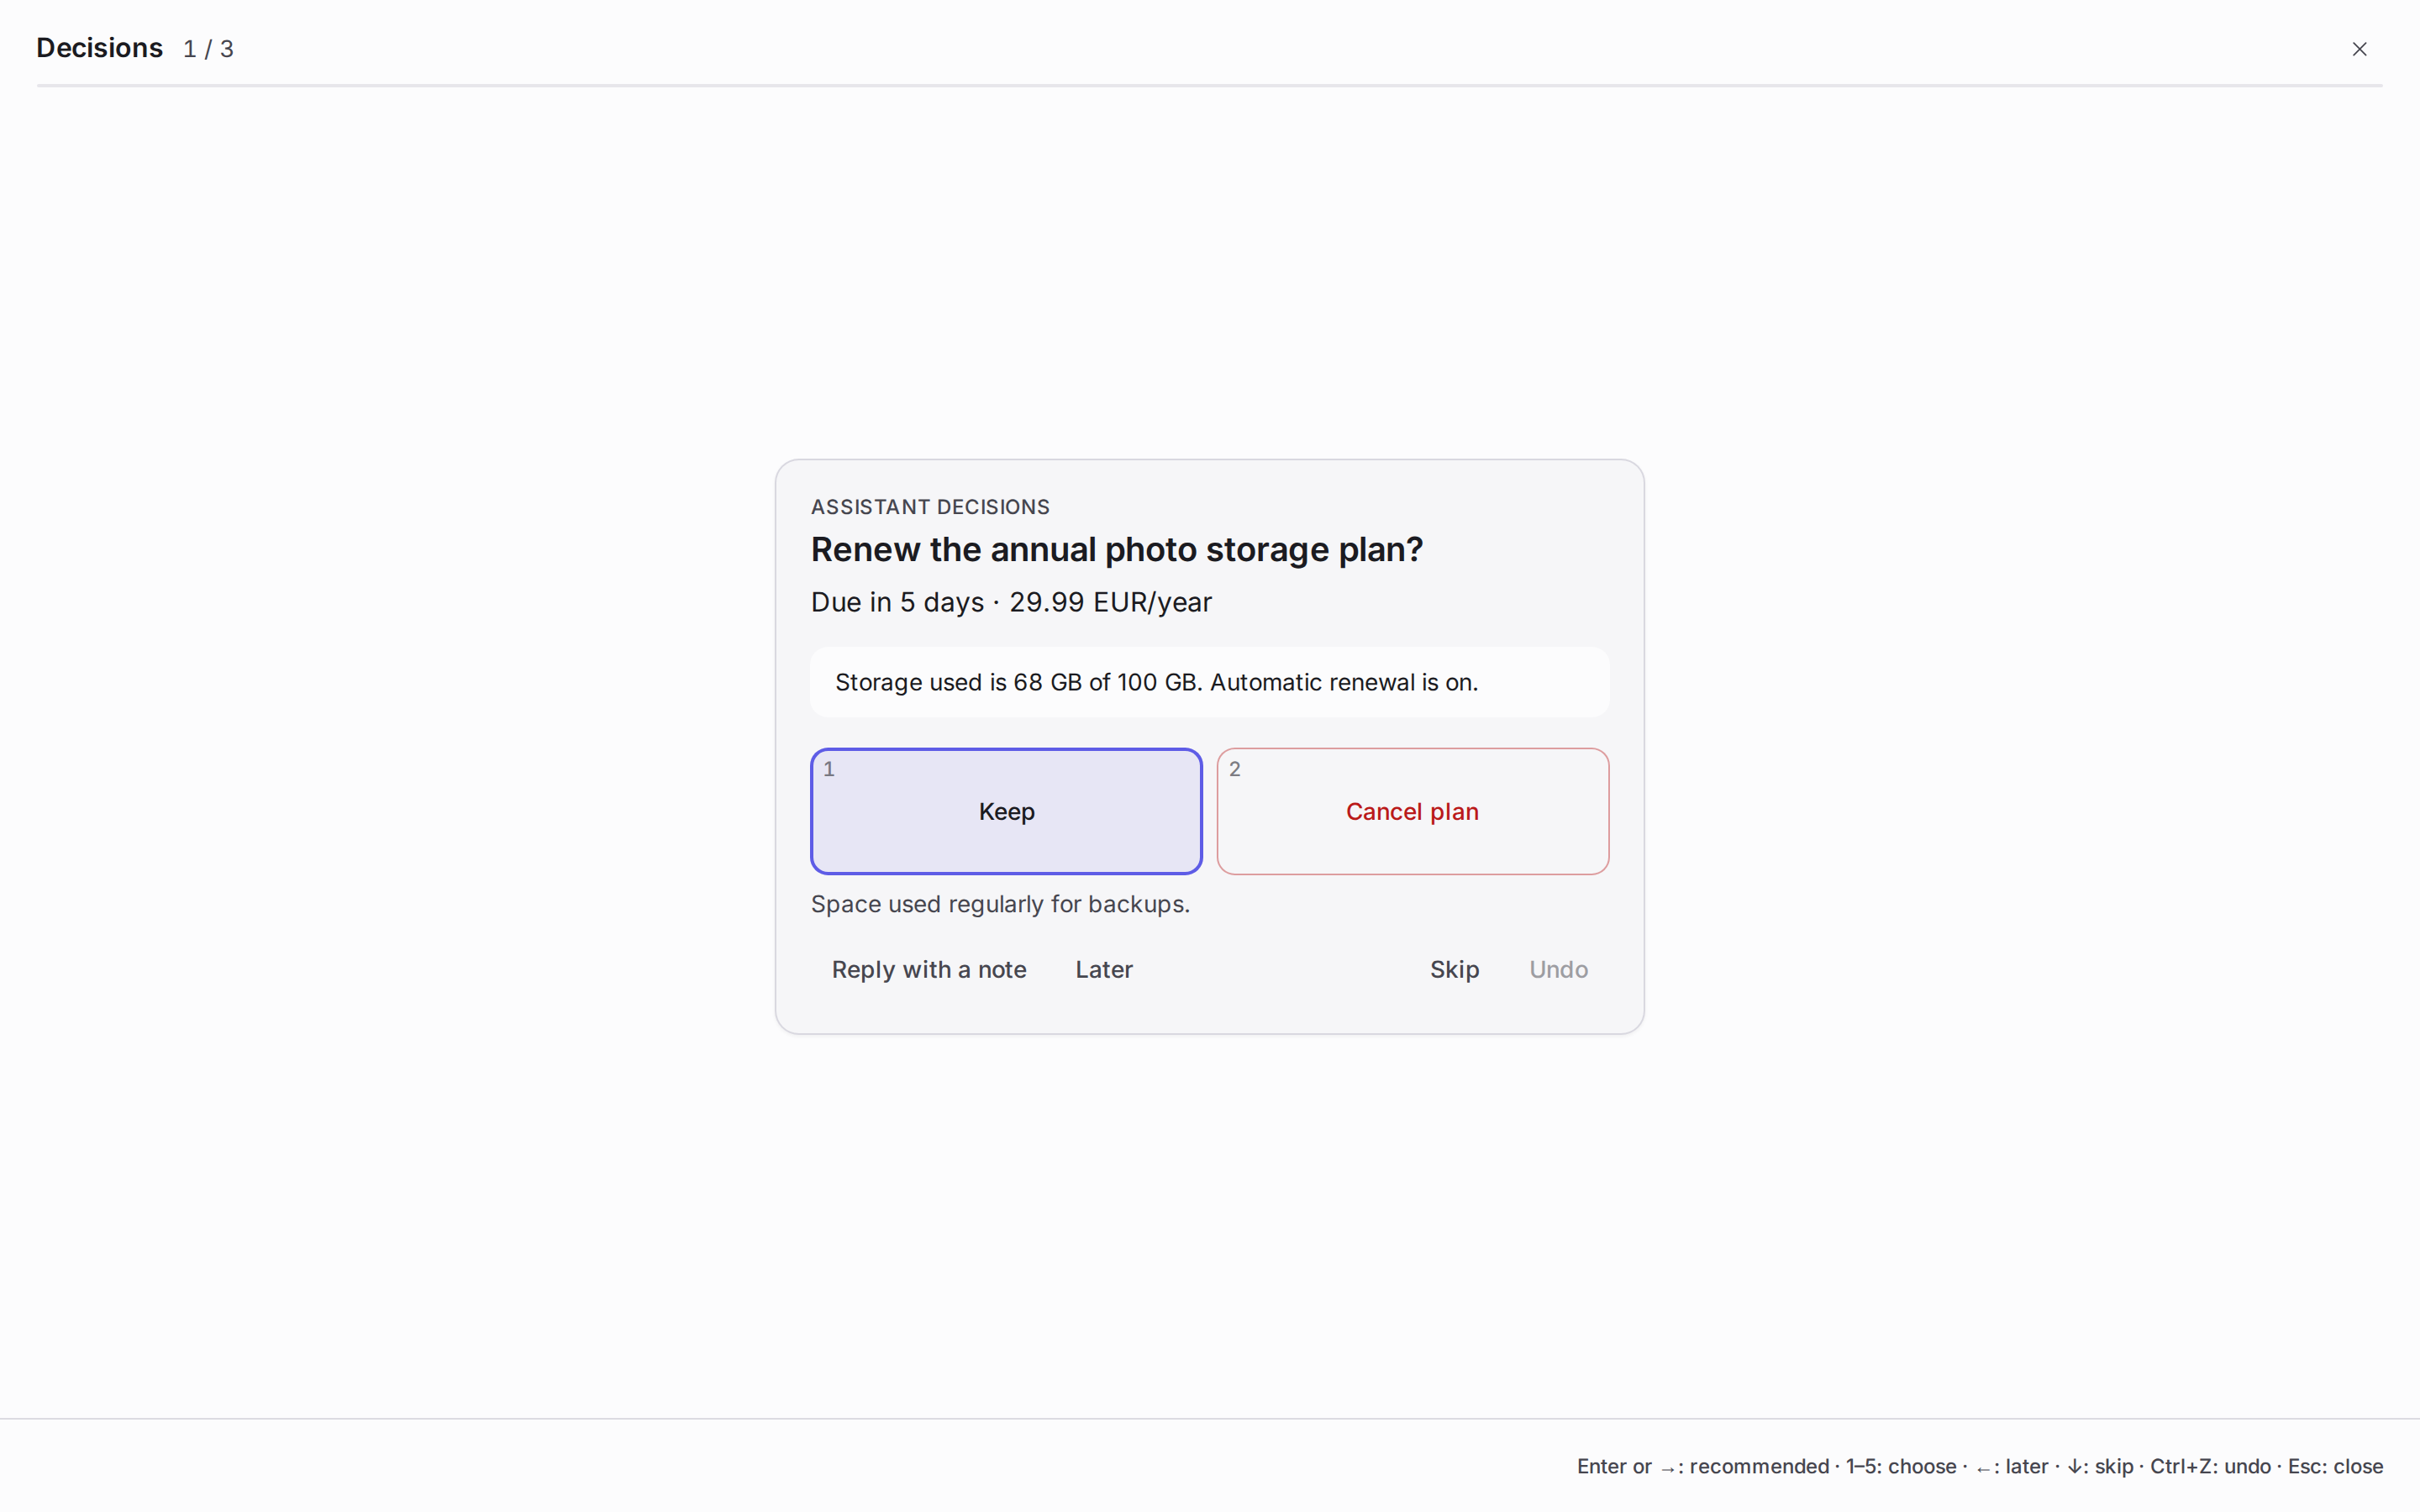 Decisions 1 / 3
ASSISTANT DECISIONS
Renew the annual photo storage plan?
Due in 5 days · 29.99 EUR/year
Storage used is 68 GB of 100 GB. Automatic renewal is on.
1
Keep
2
Cancel plan
Space used regularly for backups.
Reply with a note Later Skip Undo
Enter or →: recommended · 1–5: choose · ←: later · ↓: skip · Ctrl+Z: undo · Esc: close